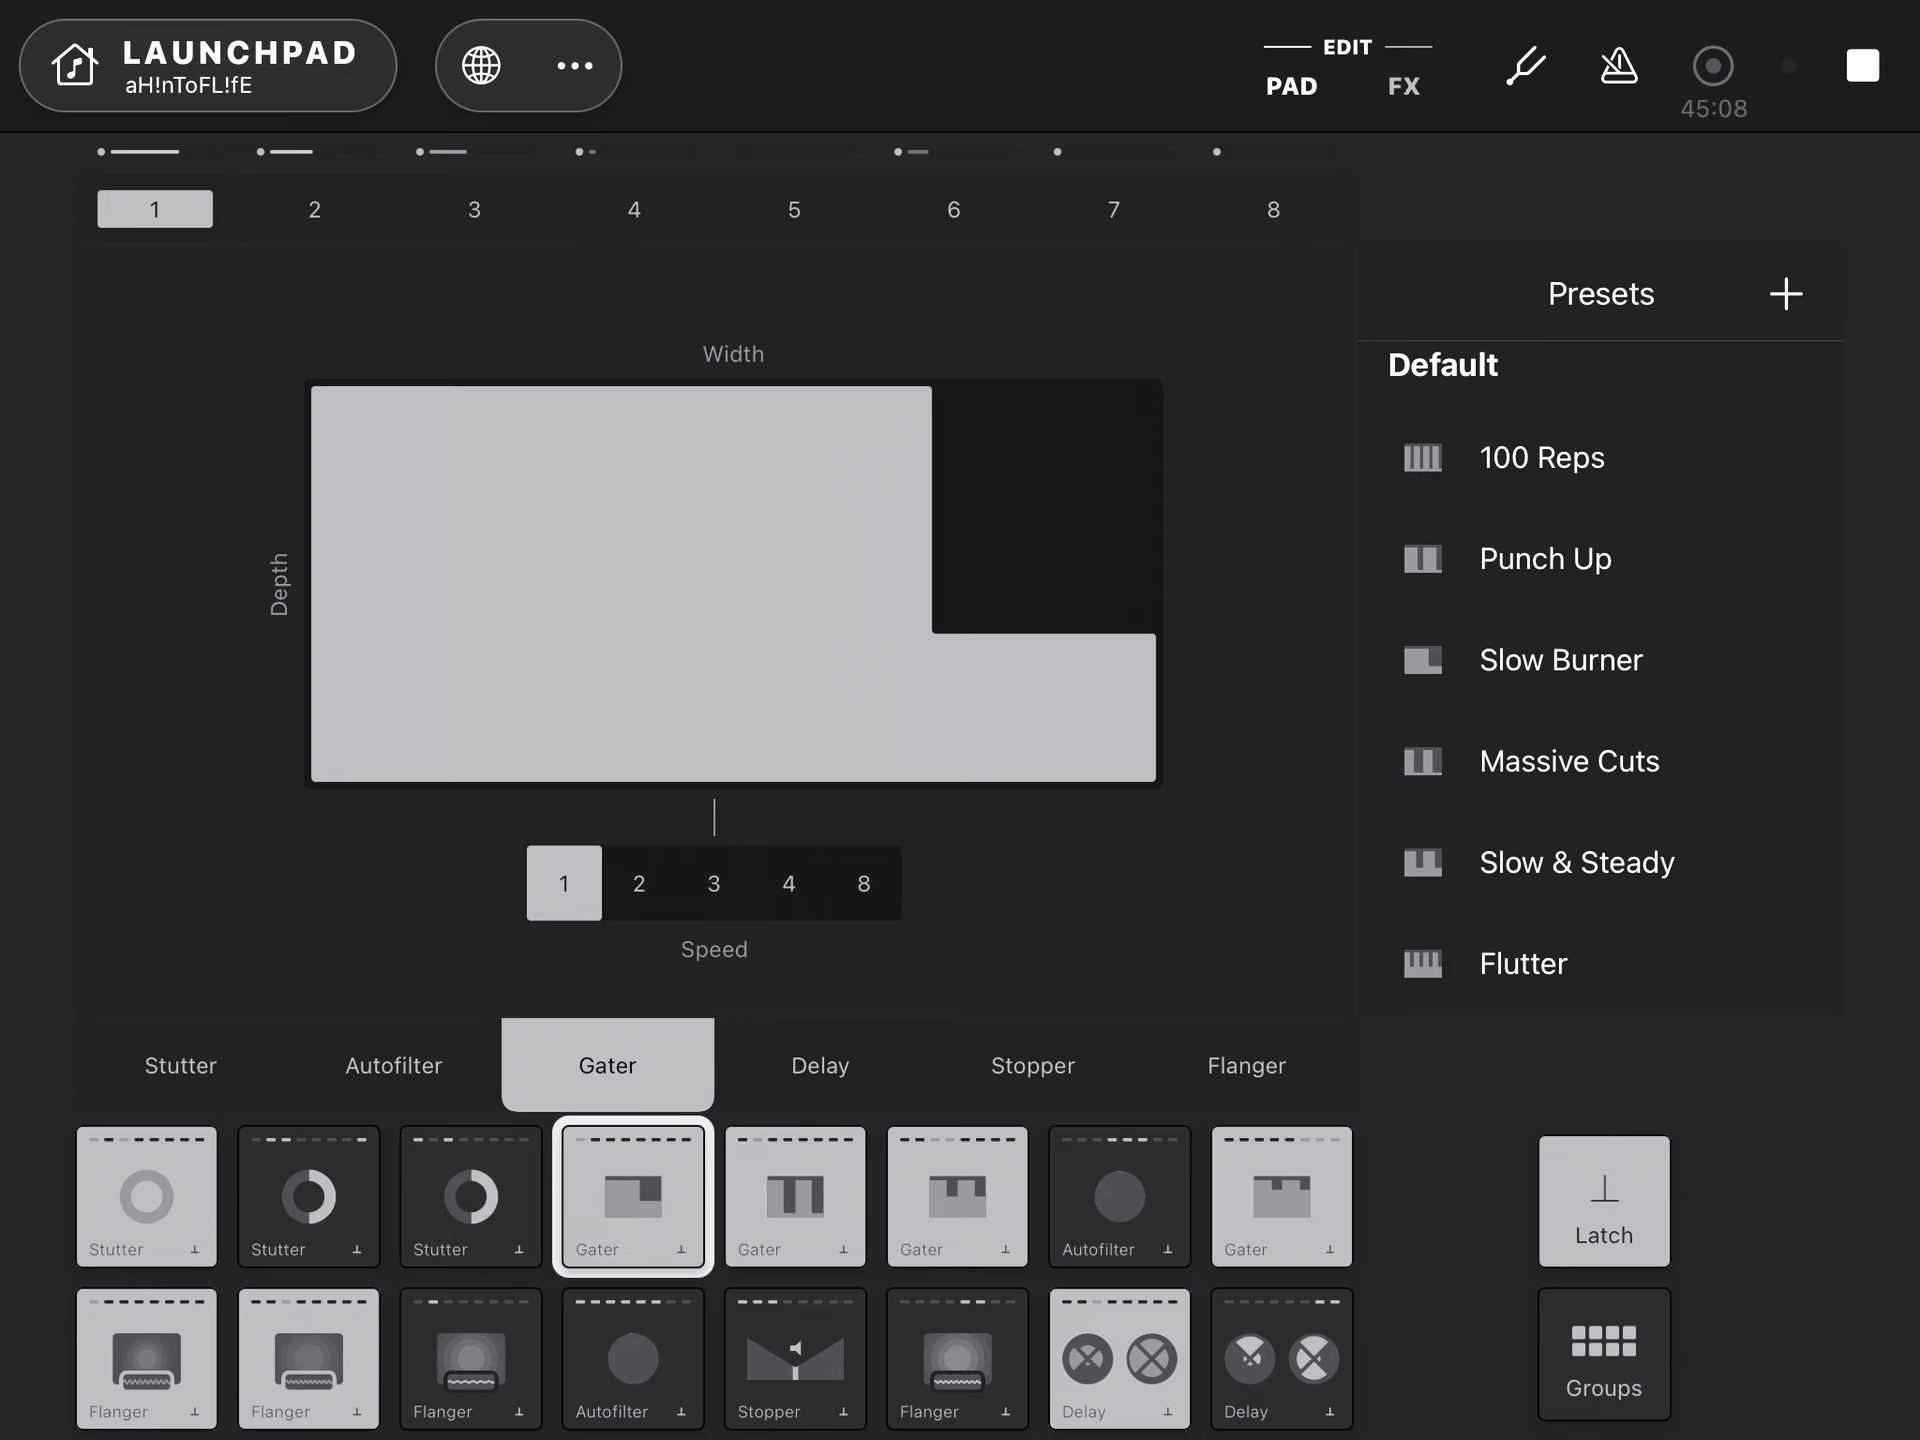 LAUNCHPAD
aH!nToFL!fE
EDIT
PAD FX
45:08
1 2 3 4 5 6 7 8
Presets
Default
Width
100 Reps
Punch Up
Depth
Slow Burner
Massive Cuts
Slow & Steady
1 2 3 4 8
Speed
Flutter
Stutter Autofilter Gater Delay Stopper Flanger
Stutter Stutter Stutter Gater Gater Gater Autofilter Gater
Latch
Flanger Flanger Flanger Autofilter Stopper Flanger Delay Delay
Groups